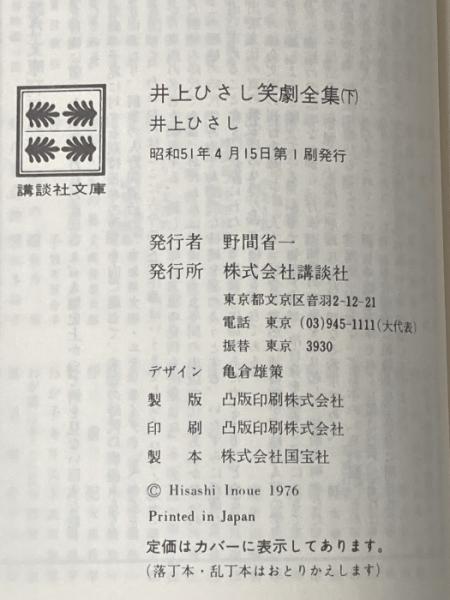 井上ひさし笑劇全集(下)
井上ひさし
昭和51年4月15日第1刷発行
講談社文庫
発行者 野間省一
発行所 株式会社講談社
東京都文京区音羽2-12-21
電話 東京 (03)945-1111(大代表)
振替 東京 3930
デザイン 亀倉雄策
製版 凸版印刷株式会社
印刷 凸版印刷株式会社
製本 株式会社国宝社
© Hisashi Inoue 1976
Printed in Japan
定価はカバーに表示してあります。
(落丁本・乱丁本はおとりかえします)